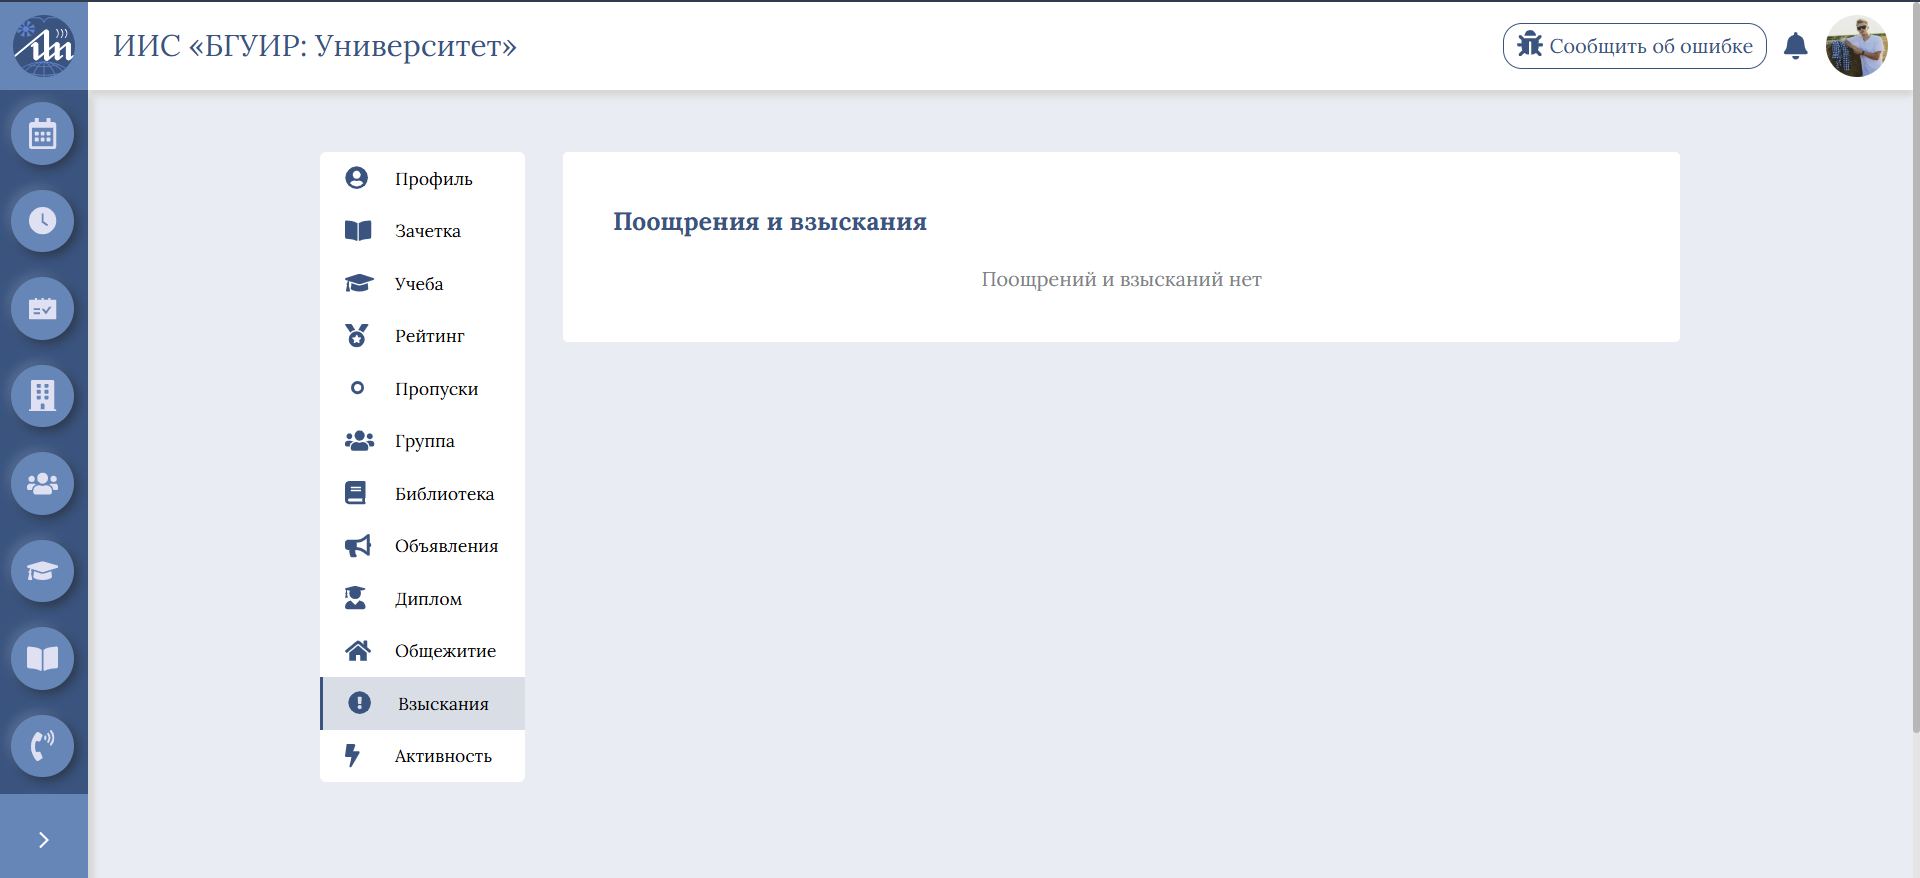 ИИС «БГУИР: Университет»
Сообщить об ошибке
Профиль
Зачетка
Учеба
Рейтинг
Пропуски
Группа
Библиотека
Объявления
Диплом
Общежитие
Взыскания
Активность
Поощрения и взыскания
Поощрений и взысканий нет